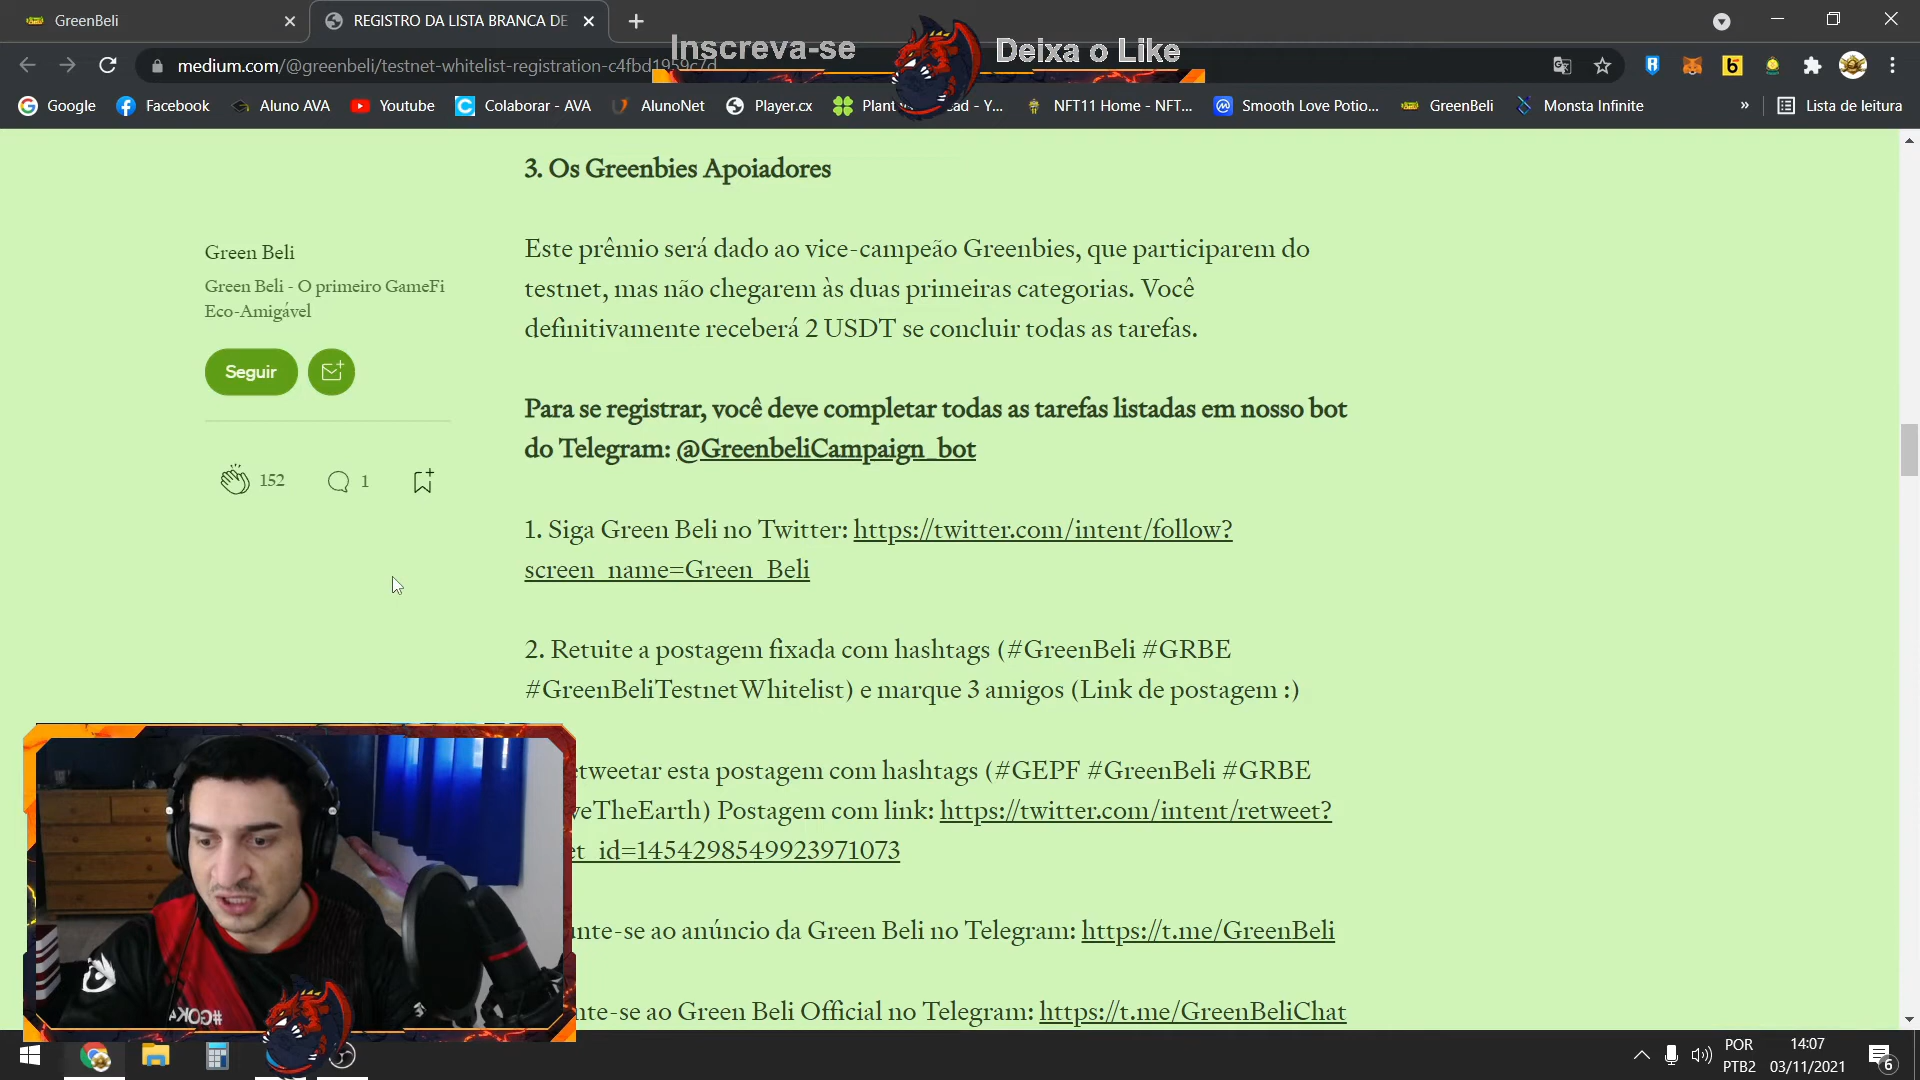 GreenBeli
REGISTRO DA LISTA BRANCA DE
Inscreva-se
Deixa o Like
medium.com/@greenbeli/testnet-whitelist-registration-c4fbd1959c7d
Google
Facebook
Aluno AVA
Youtube
Colaborar - AVA
AlunoNet
Player.cx
Plant
NFT11 Home - NFT...
Smooth Love Potio...
GreenBeli
Monsta Infinite
»
Lista de leitura
3. Os Greenbies Apoiadores
Green Beli
Green Beli - O primeiro GameFi
Eco-Amigável
Seguir
152
1
Este prêmio será dado ao vice-campeão Greenbies, que participarem do
testnet, mas não chegarem às duas primeiras categorias. Você
definitivamente receberá 2 USDT se concluir todas as tarefas.
Para se registrar, você deve completar todas as tarefas listadas em nosso bot
do Telegram: @GreenbeliCampaign_bot
1. Siga Green Beli no Twitter: https://twitter.com/intent/follow?
screen_name=Green_Beli
2. Retuite a postagem fixada com hashtags (#GreenBeli #GRBE
#GreenBeliTestnetWhitelist) e marque 3 amigos (Link de postagem :)
etweetar esta postagem com hashtags (#GEPF #GreenBeli #GRBE
veTheEarth) Postagem com link: https://twitter.com/intent/retweet?
et_id=1454298549923971073
unte-se ao anúncio da Green Beli no Telegram: https://t.me/GreenBeli
nte-se ao Green Beli Official no Telegram: https://t.me/GreenBeliChat
POR
PTB2
14:07
03/11/2021
6